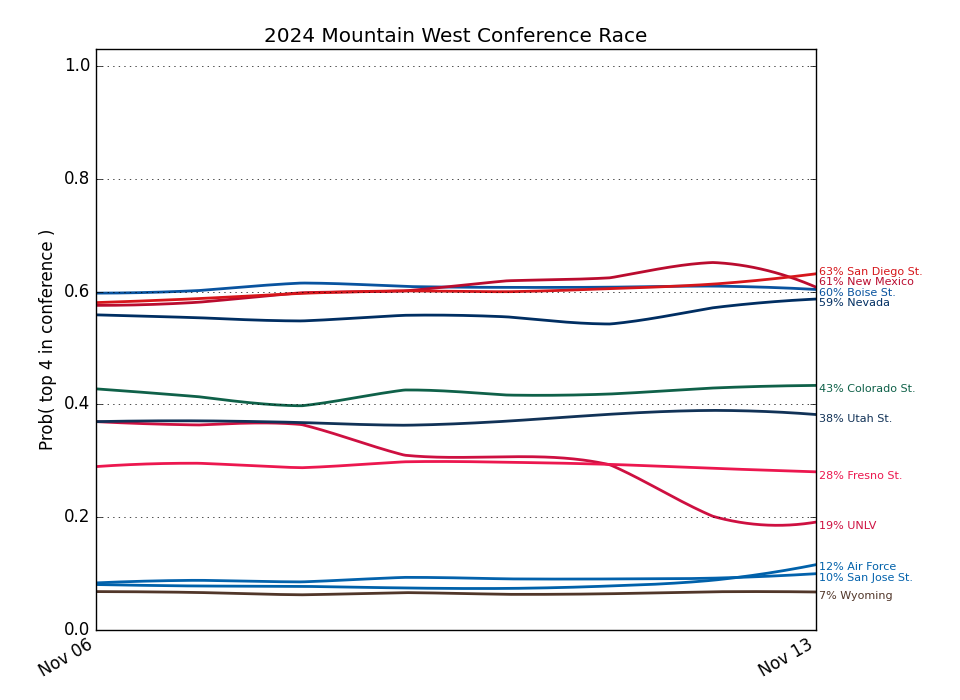 2024 Mountain West Conference Race
Prob( top 4 in conference )
1.0
0.8
0.6
0.4
0.2
0.0
Nov 06
Nov 13
63% San Diego St.
61% New Mexico
60% Boise St.
59% Nevada
43% Colorado St.
38% Utah St.
28% Fresno St.
19% UNLV
12% Air Force
10% San Jose St.
7% Wyoming